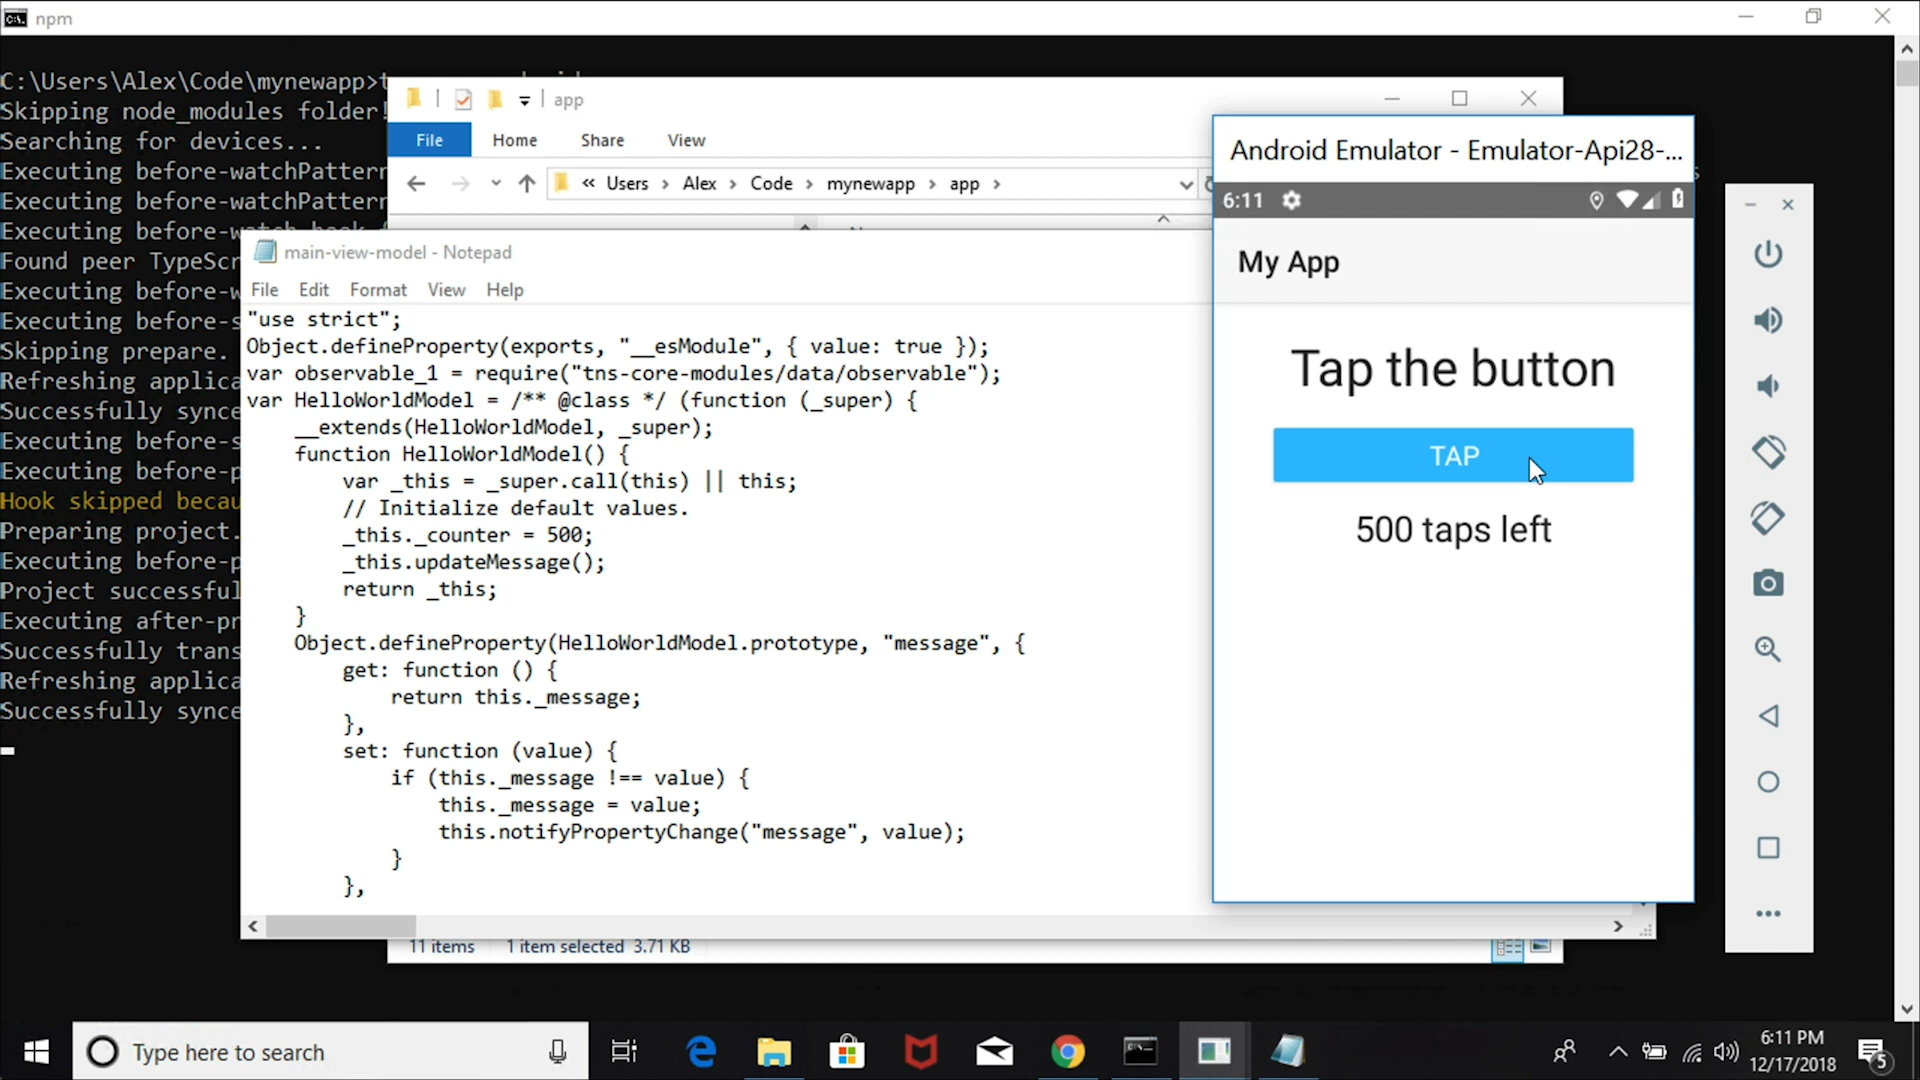 npm
C:\Users\Alex\Code\mynewapp>t
Skipping node_modules folder!
Searching for devices...
Executing before-watchPattern
Executing before-watchPattern
Executing before-watch hook f
Found peer TypeScr
Executing before-w
Executing before-s
Skipping prepare.
Refreshing applica
Successfully synce
Executing before-s
Executing before-p
Hook skipped becau
Preparing project.
Executing before-p
Project successful
Executing after-pr
Successfully trans
Refreshing applica
Successfully synce
app
File Home Share View
« Users > Alex > Code > mynewapp > app >
main-view-model - Notepad
File Edit Format View Help
"use strict";
Object.defineProperty(exports, "__esModule", { value: true });
var observable_1 = require("tns-core-modules/data/observable");
var HelloWorldModel = /** @class */ (function (_super) {
__extends(HelloWorldModel, _super);
function HelloWorldModel() {
var _this = _super.call(this) || this;
// Initialize default values.
_this._counter = 500;
_this.updateMessage();
return _this;
}
Object.defineProperty(HelloWorldModel.prototype, "message", {
get: function () {
return this._message;
},
set: function (value) {
if (this._message !== value) {
this._message = value;
this.notifyPropertyChange("message", value);
}
},
11 items 1 item selected 3.71 KB
Android Emulator - Emulator-Api28-...
6:11
My App
Tap the button
TAP
500 taps left
Type here to search
6:11 PM
12/17/2018
5